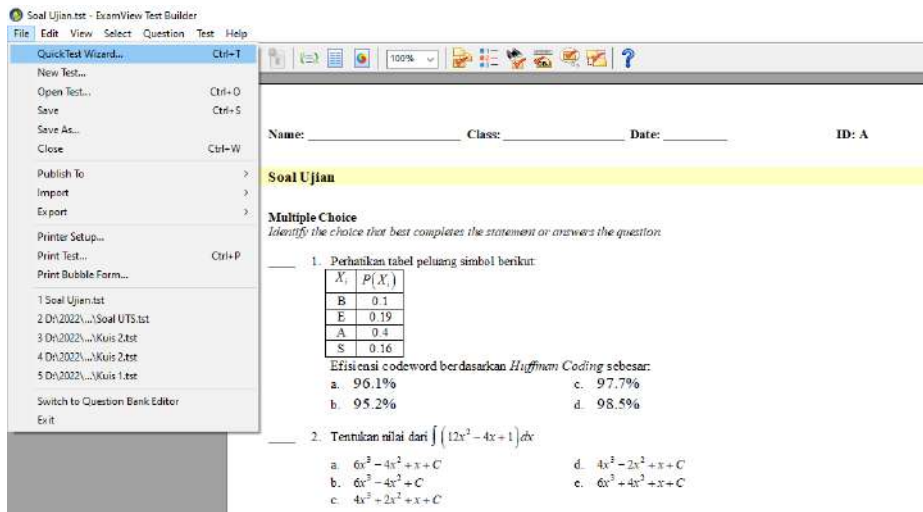 Soal Ujian.tst - ExamView Test Builder
File Edit View Select Question Test Help
QuickTest Wizard... Ctrl+T
New Test...
Open Test... Ctrl+O
Save Ctrl+S
Save As...
Close Ctrl+W
Publish To >
Import >
Export >
Printer Setup...
Print Test... Ctrl+P
Print Bubble Form...
1 Soal Ujian.tst
2 D:\2022\...\Soal UTS.tst
3 D:\2022\...\Kuis 2.tst
4 D:\2022\...\Kuis 2.tst
5 D:\2022\...\Kuis 1.tst
Switch to Question Bank Editor
Exit
100%
Name: ____________ Class: ____________ Date: ________ ID: A
Soal Ujian
Multiple Choice
Identify the choice that best completes the statement or answers the question.
____ 1. Perhatikan tabel peluang simbol berikut:
Xᵢ P(Xᵢ)
B 0.1
E 0.19
A 0.4
S 0.16
Efisiensi codeword berdasarkan Huffman Coding sebesar:
a. 96.1% c. 97.7%
b. 95.2% d. 98.5%
____ 2. Tentukan nilai dari ∫(12x² − 4x + 1)dx
a. 6x³ − 4x² + x + C d. 4x³ − 2x² + x + C
b. 6x³ − 4x² + C e. 6x³ + 4x² + x + C
c. 4x³ + 2x² + x + C